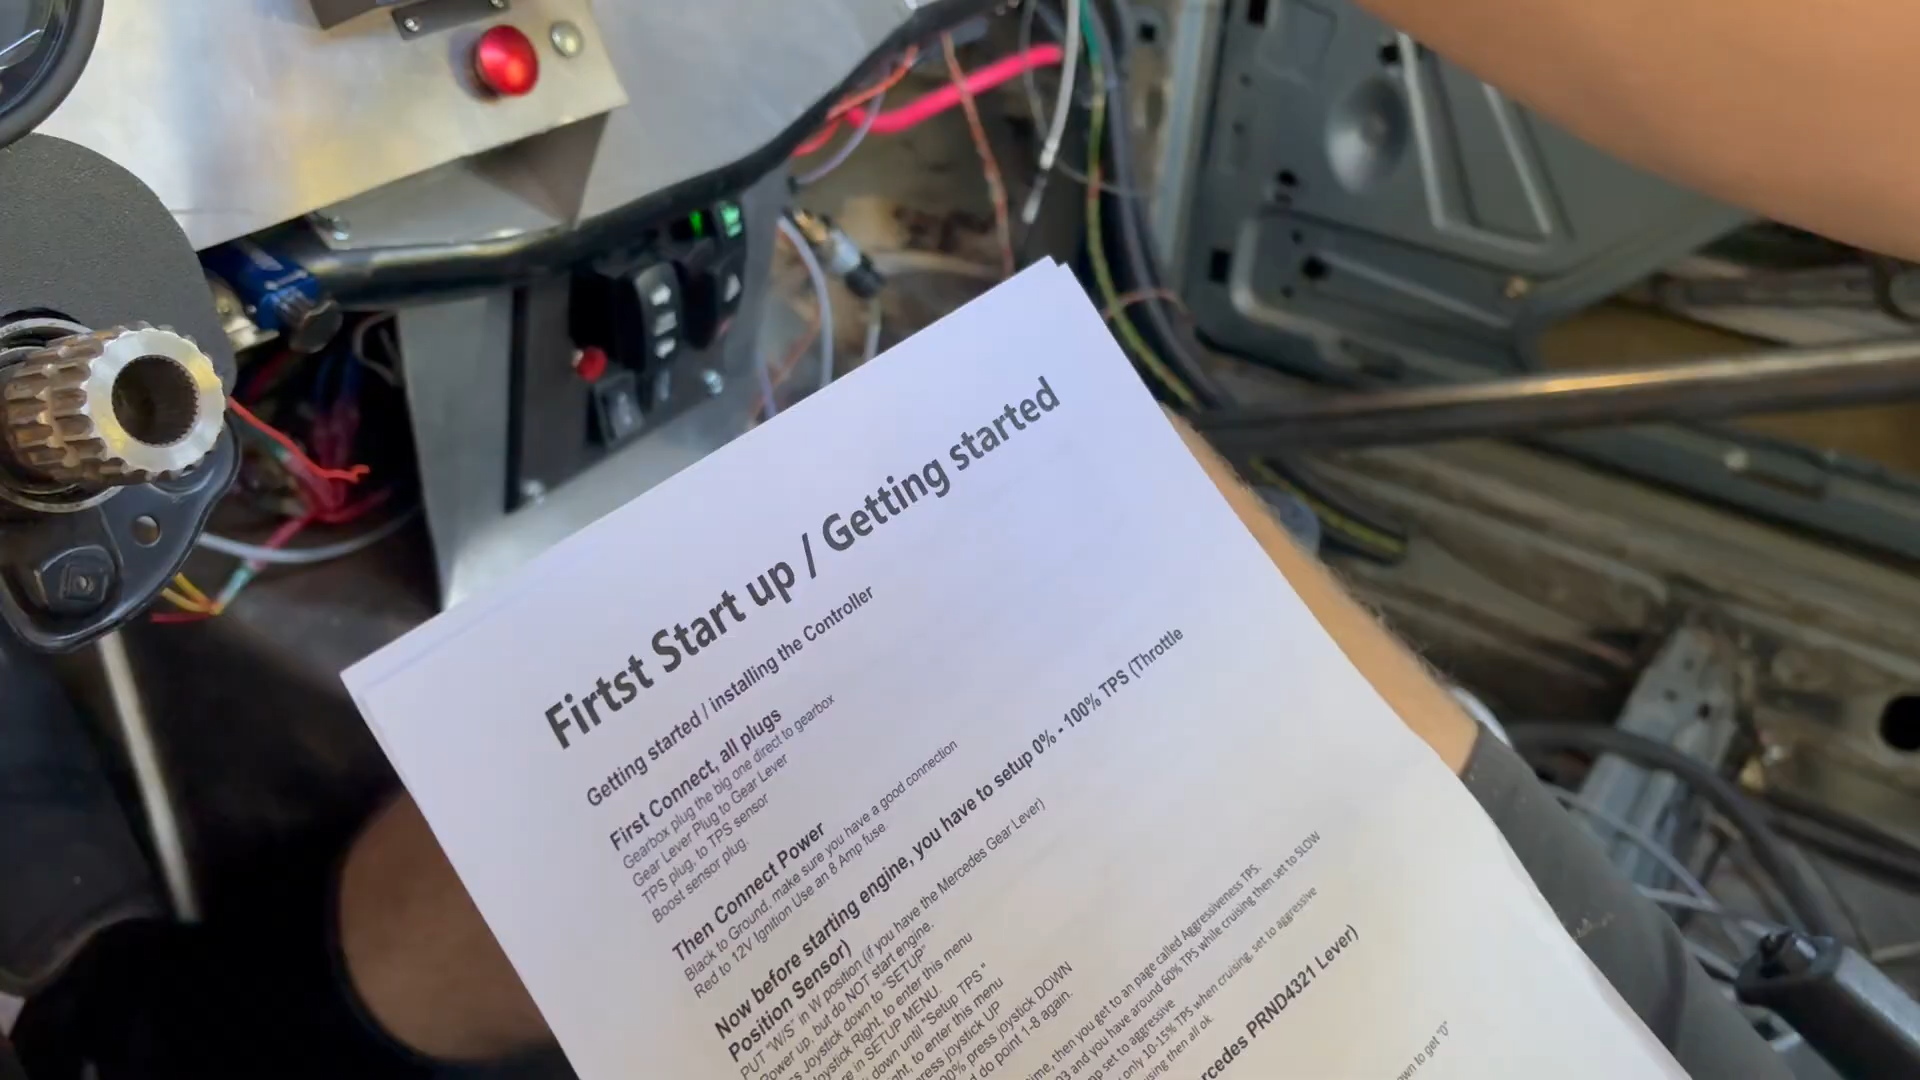 Firtst Start up / Getting started
Getting started / installing the Controller
First Connect, all plugs
Gearbox plug the big one direct to gearbox
Gear Lever Plug to Gear Lever
TPS plug, to TPS sensor
Boost sensor plug.
Then Connect Power
Black to Ground, make sure you have a good connection
Red to 12V Ignition Use an 8 Amp fuse.
Now before starting engine, you have to setup 0% - 100% TPS (Throttle
Position Sensor)
PUT "W/S" in W position (if you have the Mercedes Gear Lever)
Power up, but do NOT start engine.
Joystick down to "SETUP"
Joystick Right, to enter this menu
in SETUP MENU.
down until "Setup TPS "
to enter this menu
press joystick UP
100% press joystick DOWN
do point 1-8 again.
then you get to an page called Aggressiveness TPS.
and you have around 60% TPS while cruising then set to SLOW
set to aggressive
only 10-15% TPS when cruising, set to aggressive
then all ok
PRND4321 Lever)
to get "0"